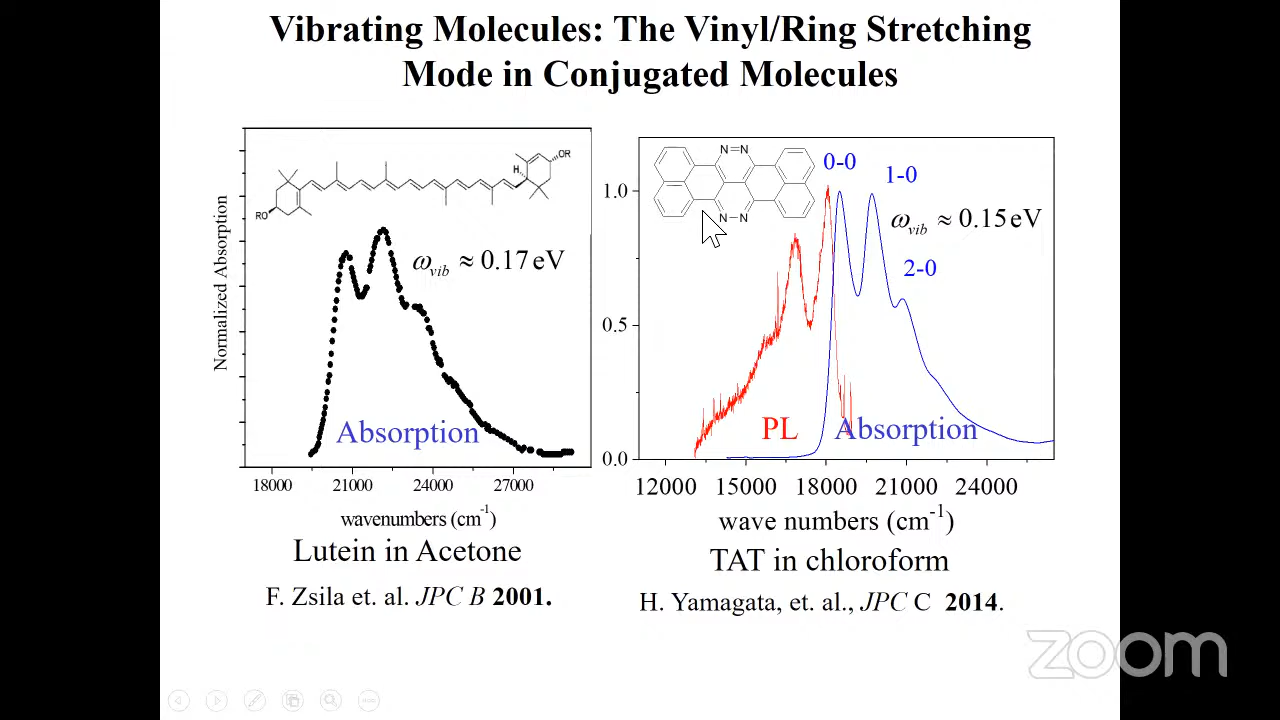 Vibrating Molecules: The Vinyl/Ring Stretching
Mode in Conjugated Molecules
Normalized Absorption
RO
H
OR
ω_vib ≈ 0.17 eV
Absorption
18000 21000 24000 27000
wavenumbers (cm⁻¹)
Lutein in Acetone
F. Zsila et. al. JPC B 2001.
N=N
N=N
0-0
1-0
ω_vib ≈ 0.15 eV
2-0
1.0
0.5
0.0
PL
Absorption
12000 15000 18000 21000 24000
wave numbers (cm⁻¹)
TAT in chloroform
H. Yamagata, et. al., JPC C 2014.
zoom